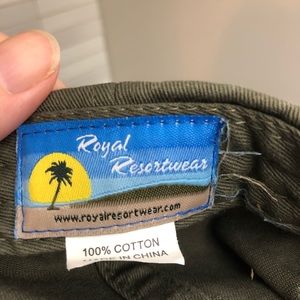 Royal
Resortwear
www.royalresortwear.com
100% COTTON
MADE IN CHINA